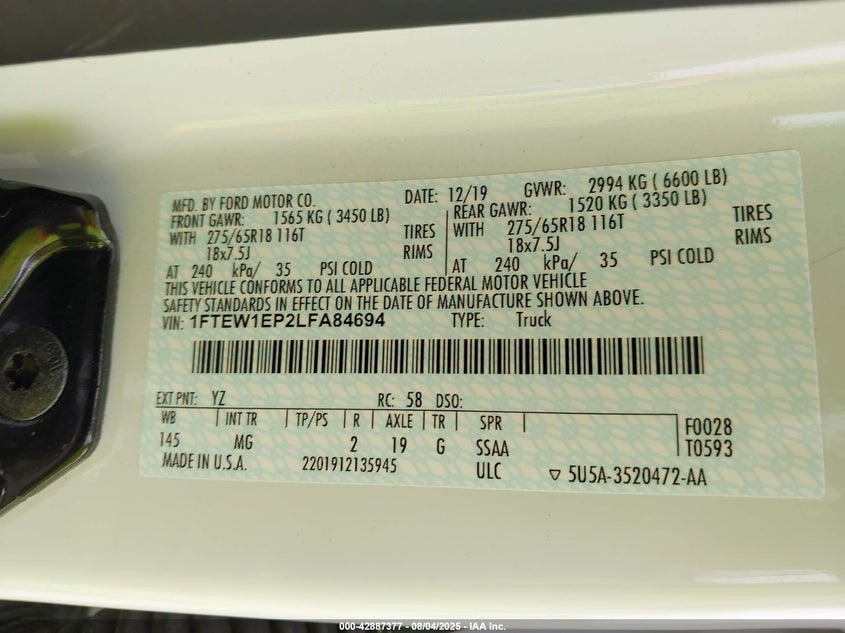 MFD. BY FORD MOTOR CO. DATE: 12/19 GVWR: 2994 KG ( 6600 LB)
FRONT GAWR: 1565 KG ( 3450 LB) REAR GAWR: 1520 KG ( 3350 LB)
WITH 275/65R18 116T TIRES WITH 275/65R18 116T TIRES
18x7.5J RIMS 18x7.5J RIMS
AT 240 kPa/ 35 PSI COLD AT 240 kPa/ 35 PSI COLD
THIS VEHICLE CONFORMS TO ALL APPLICABLE FEDERAL MOTOR VEHICLE
SAFETY STANDARDS IN EFFECT ON THE DATE OF MANUFACTURE SHOWN ABOVE.
VIN: 1FTEW1EP2LFA84694 TYPE: Truck
EXT PNT: YZ RC: 58 DSO:
WB INT TR TP/PS R AXLE TR SPR F0028
145 MG 2 19 G SSAA T0593
MADE IN U.S.A. 2201912135945 ULC ▽ 5U5A-3520472-AA
000-42887377 - 08/04/2025 - IAA Inc.